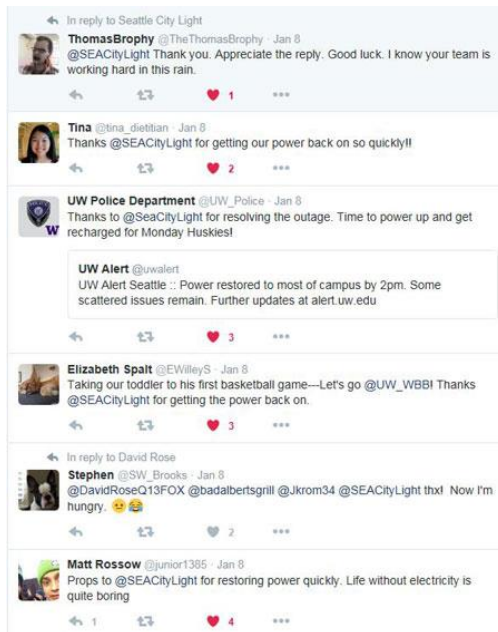 In reply to Seattle City Light
ThomasBrophy @TheThomasBrophy · Jan 8
@SEACityLight Thank you. Appreciate the reply. Good luck. I know your team is
working hard in this rain.
1
Tina @tina_dietitian · Jan 8
Thanks @SEACityLight for getting our power back on so quickly!!
2
UW Police Department @UW_Police · Jan 8
Thanks to @SeaCityLight for resolving the outage. Time to power up and get
recharged for Monday Huskies!
UW Alert @uwalert
UW Alert Seattle :: Power restored to most of campus by 2pm. Some
scattered issues remain. Further updates at alert.uw.edu
3
Elizabeth Spalt @EWilleyS · Jan 8
Taking our toddler to his first basketball game---Let's go @UW_WBB! Thanks
@SEACityLight for getting the power back on.
3
In reply to David Rose
Stephen @SW_Brooks · Jan 8
@DavidRoseQ13FOX @badalbertsgrill @Jkrom34 @SEACityLight thx! Now I'm
hungry. 😉😂
2
Matt Rossow @junior1385 · Jan 8
Props to @SEACityLight for restoring power quickly. Life without electricity is
quite boring
1 4